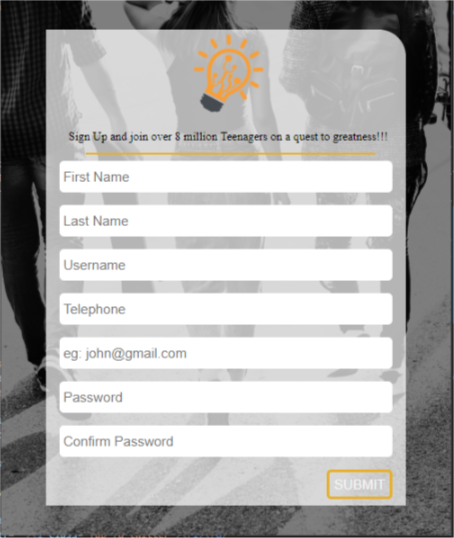 Sign Up and join over 8 million Teenagers on a quest to greatness!!!
First Name
Last Name
Username
Telephone
eg: john@gmail.com
Password
Confirm Password
SUBMIT